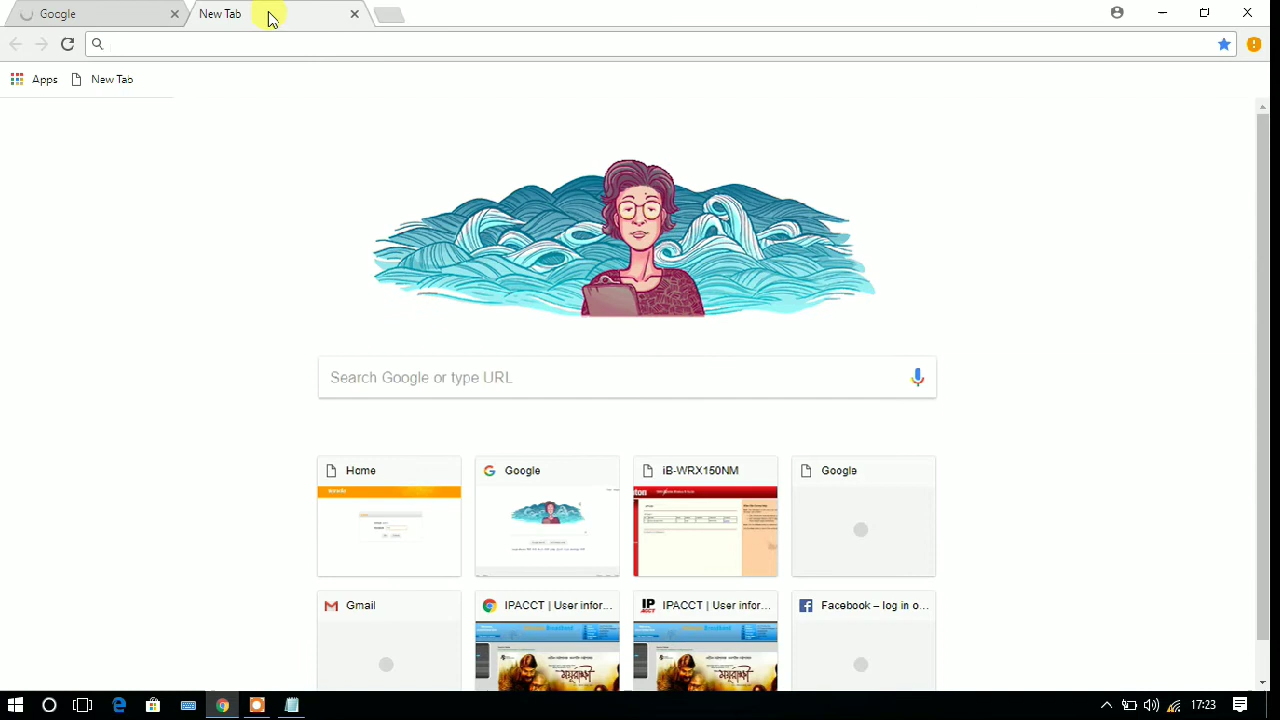 Google
New Tab
Apps
New Tab
Search Google or type URL
Home
Google
iB-WRX150NM
Google
Gmail
IPACCT | User infor...
IPACCT | User infor...
Facebook – log in o...
17:23